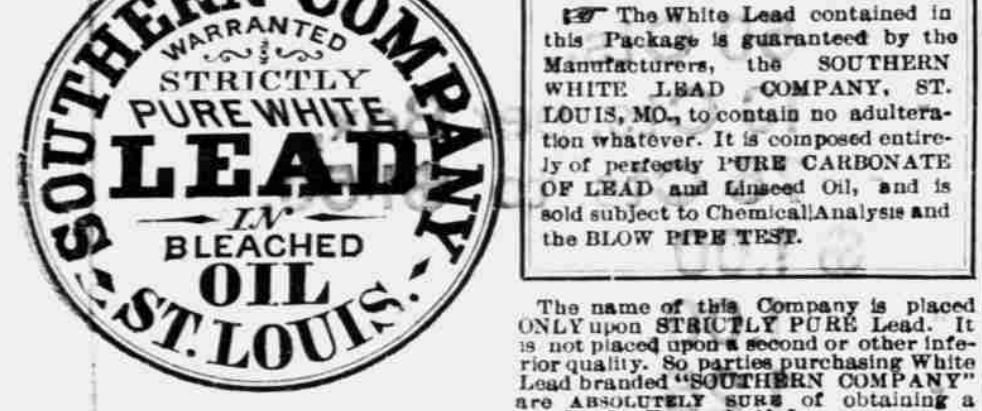 SOUTHERN COMPANY
WARRANTED
STRICTLY
PURE WHITE
LEAD
IN
BLEACHED
OIL
ST. LOUIS.
☞ The White Lead contained in
this Package is guaranteed by the
Manufacturers, the SOUTHERN
WHITE LEAD COMPANY, ST.
LOUIS, MO., to contain no adultera-
tion whatever. It is composed entire-
ly of perfectly PURE CARBONATE
OF LEAD and Linseed Oil, and is
sold subject to Chemical Analysis and
the BLOW PIPE TEST.
The name of this Company is placed
ONLY upon STRICTLY PURE Lead. It
is not placed upon a second or other infe-
rior quality. So parties purchasing White
Lead branded "SOUTHERN COMPANY"
are ABSOLUTELY SURE of obtaining a